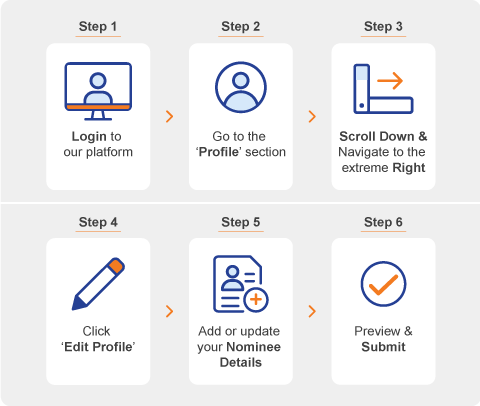 Step 1
Login to
our platform
Step 2
Go to the
‘Profile’ section
Step 3
Scroll Down &
Navigate to the
extreme Right
Step 4
Click
‘Edit Profile’
Step 5
Add or update
your Nominee
Details
Step 6
Preview &
Submit